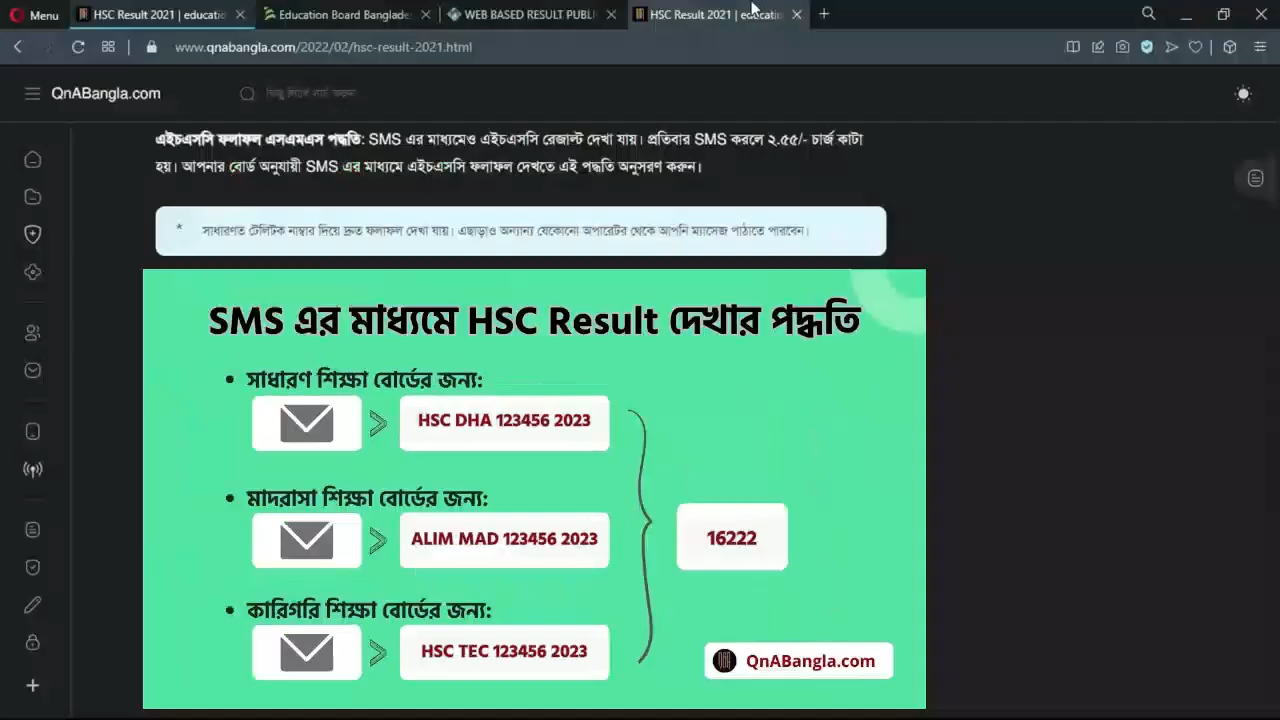 Menu
HSC Result 2021 | educatio
Education Board Banglade
WEB BASED RESULT PUBLI
HSC Result 2021 | educatio
www.qnabangla.com/2022/02/hsc-result-2021.html
QnABangla.com
এইচএসসি ফলাফল এসএমএস পদ্ধতি: SMS এর মাধ্যমেও এইচএসসি রেজাল্ট দেখা যায়। প্রতিবার SMS করলে ২.৫৫/- চার্জ কাটা
হয়। আপনার বোর্ড অনুযায়ী SMS এর মাধ্যমে এইচএসসি ফলাফল দেখতে এই পদ্ধতি অনুসরণ করুন।
* সাধারণত টেলিটক নাম্বার দিয়ে দ্রুত ফলাফল দেখা যায়। এছাড়াও অন্যান্য যেকোনো অপারেটর থেকে আপনি ম্যাসেজ পাঠাতে পারবেন।
SMS এর মাধ্যমে HSC Result দেখার পদ্ধতি
• সাধারণ শিক্ষা বোর্ডের জন্য:
HSC DHA 123456 2023
• মাদরাসা শিক্ষা বোর্ডের জন্য:
ALIM MAD 123456 2023
16222
• কারিগরি শিক্ষা বোর্ডের জন্য:
HSC TEC 123456 2023
QnABangla.com